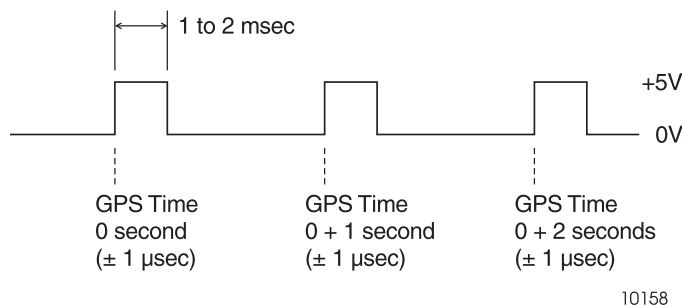 1 to 2 msec
+5V
0V
GPS Time
0 second
(± 1 µsec)
GPS Time
0 + 1 second
(± 1 µsec)
GPS Time
0 + 2 seconds
(± 1 µsec)
10158